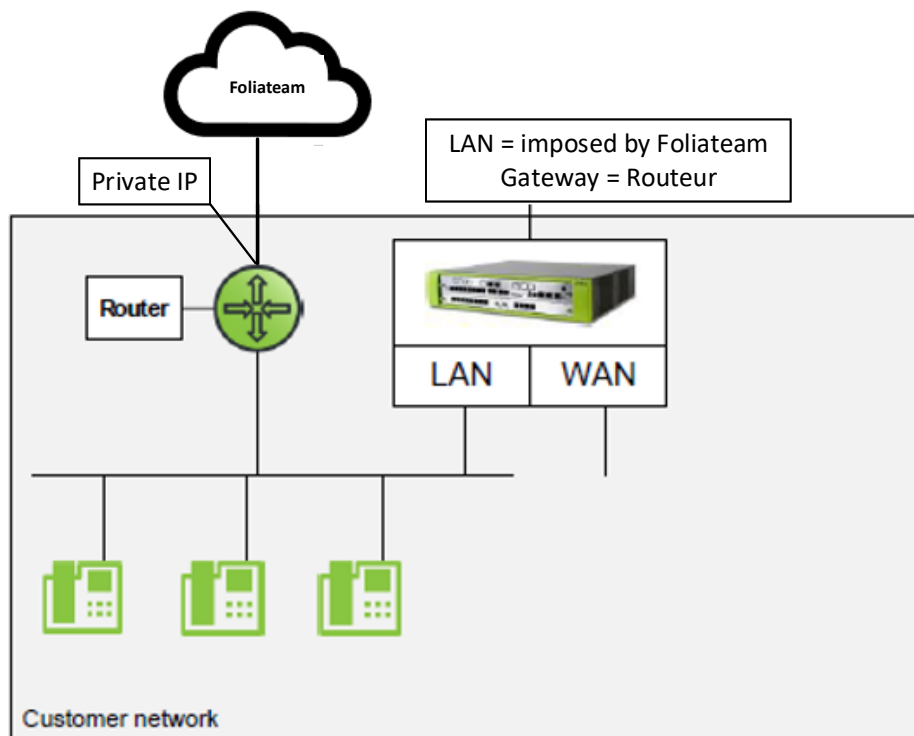 Foliateam
LAN = imposed by Foliateam
Gateway = Routeur
Private IP
Router
LAN
WAN
Customer network